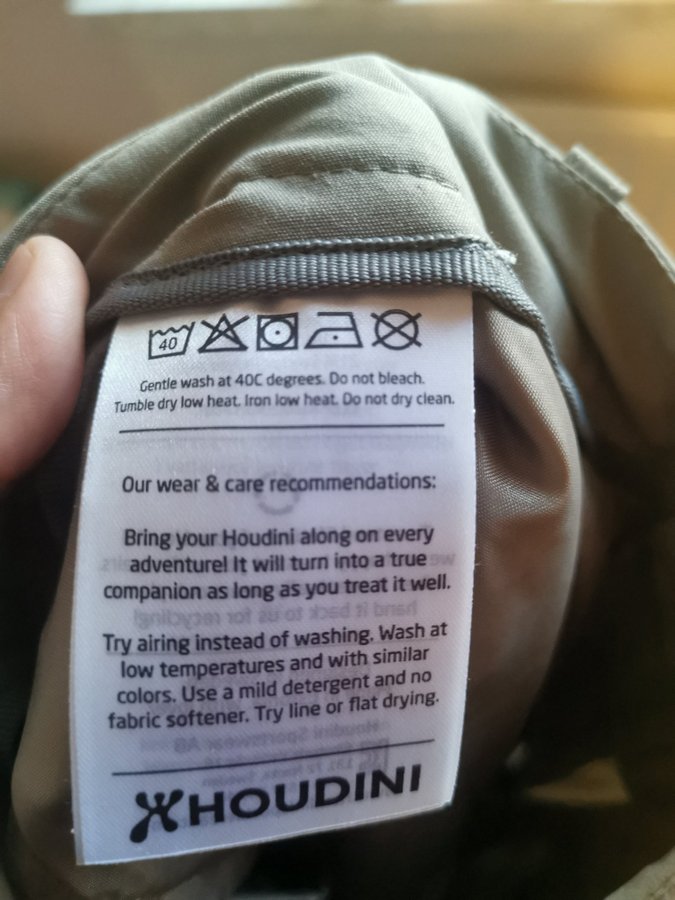 40
Gentle wash at 40C degrees. Do not bleach.
Tumble dry low heat. Iron low heat. Do not dry clean.
Our wear & care recommendations:
Bring your Houdini along on every
adventure! It will turn into a true
companion as long as you treat it well.
Try airing instead of washing. Wash at
low temperatures and with similar
colors. Use a mild detergent and no
fabric softener. Try line or flat drying.
HOUDINI